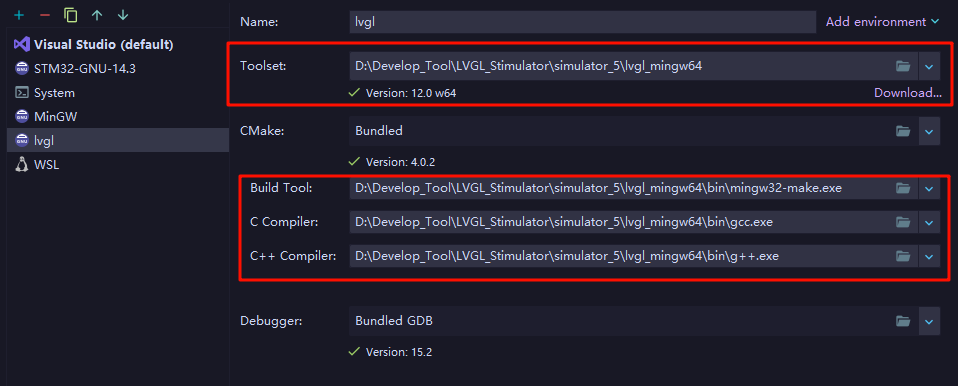 Name:
lvgl
Add environment
Visual Studio (default)
STM32-GNU-14.3
System
MinGW
lvgl
WSL
Toolset:
D:\Develop_Tool\LVGL_Stimulator\simulator_5\lvgl_mingw64
Version: 12.0 w64
Download...
CMake:
Bundled
Version: 4.0.2
Build Tool:
D:\Develop_Tool\LVGL_Stimulator\simulator_5\lvgl_mingw64\bin\mingw32-make.exe
C Compiler:
D:\Develop_Tool\LVGL_Stimulator\simulator_5\lvgl_mingw64\bin\gcc.exe
C++ Compiler:
D:\Develop_Tool\LVGL_Stimulator\simulator_5\lvgl_mingw64\bin\g++.exe
Debugger:
Bundled GDB
Version: 15.2